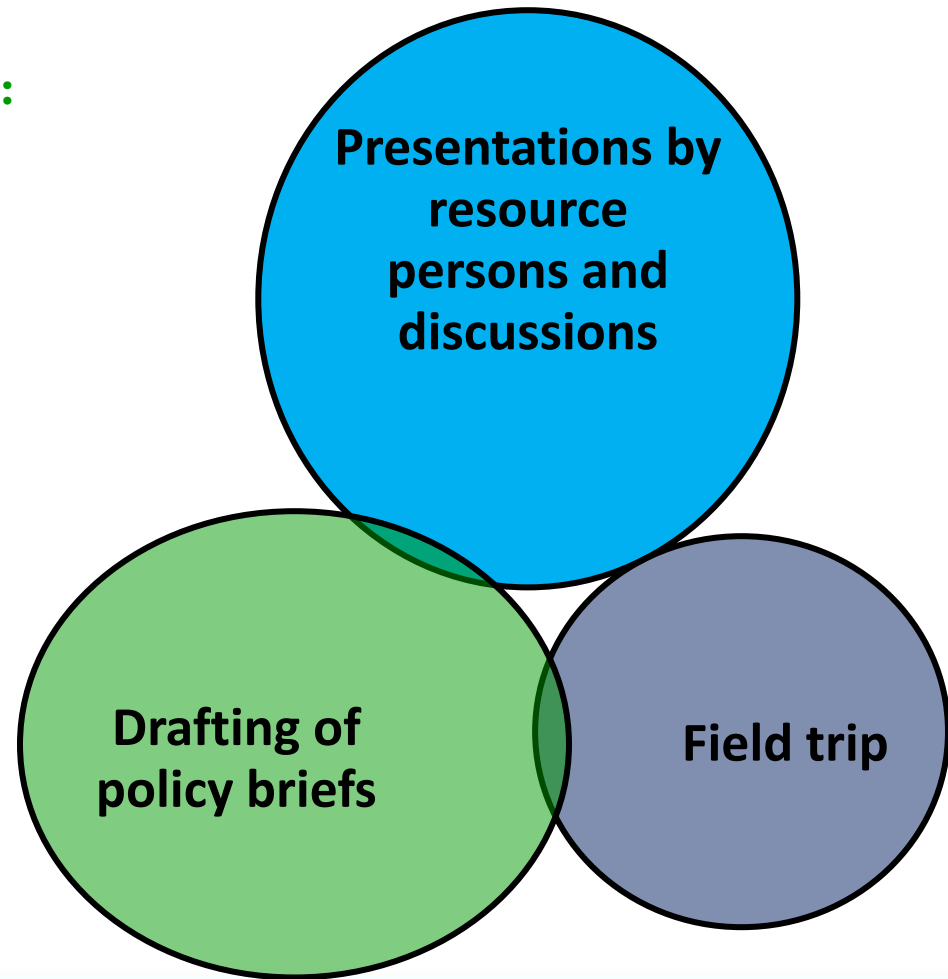 :
Presentations by
resource
persons and
discussions
Drafting of
policy briefs
Field trip